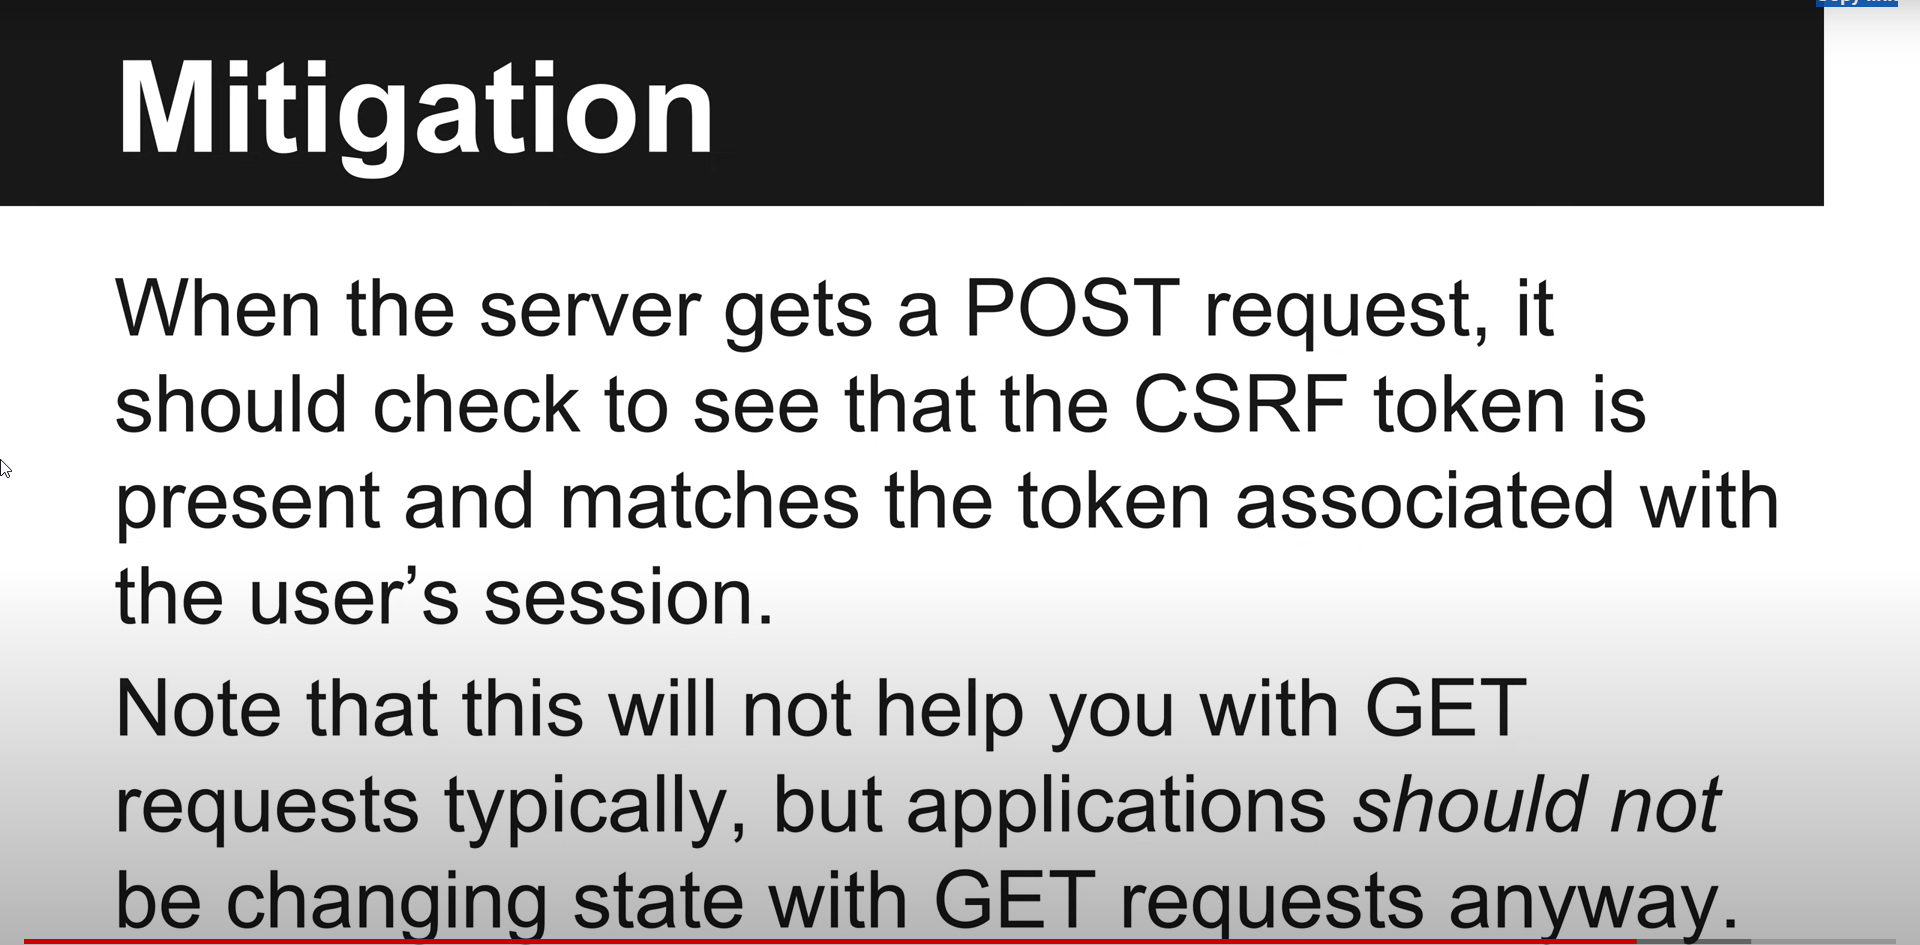 Mitigation
When the server gets a POST request, it
should check to see that the CSRF token is
present and matches the token associated with
the user’s session.
Note that this will not help you with GET
requests typically, but applications should not
be changing state with GET requests anyway.